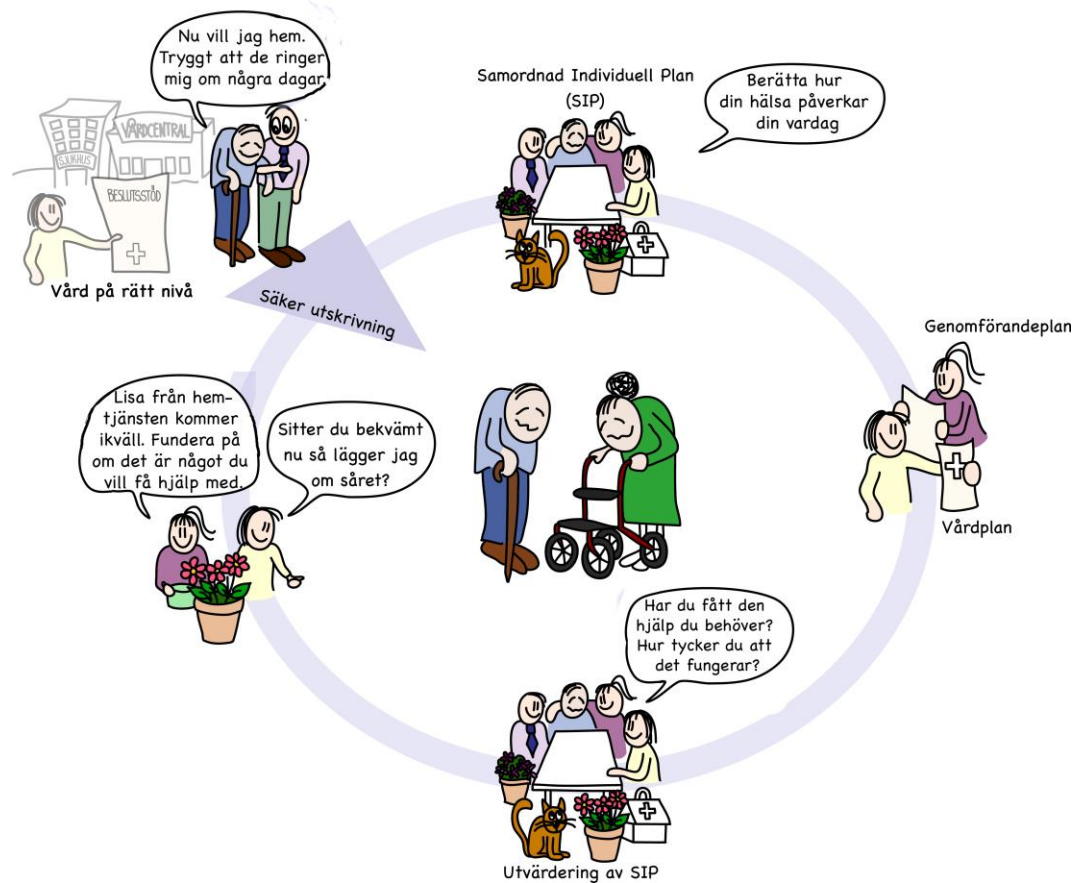 Nu vill jag hem.
Tryggt att de ringer
mig om några dagar.
VÅRDCENTRAL
SJUKHUS
BESLUTSSTÖD
Vård på rätt nivå
Säker utskrivning
Samordnad Individuell Plan
(SIP)
Berätta hur
din hälsa påverkar
din vardag
Genomförandeplan
Vårdplan
Har du fått den
hjälp du behöver?
Hur tycker du att
det fungerar?
Utvärdering av SIP
Lisa från hem-
tjänsten kommer
ikväll. Fundera på
om det är något du
vill få hjälp med.
Sitter du bekvämt
nu så lägger jag
om såret?